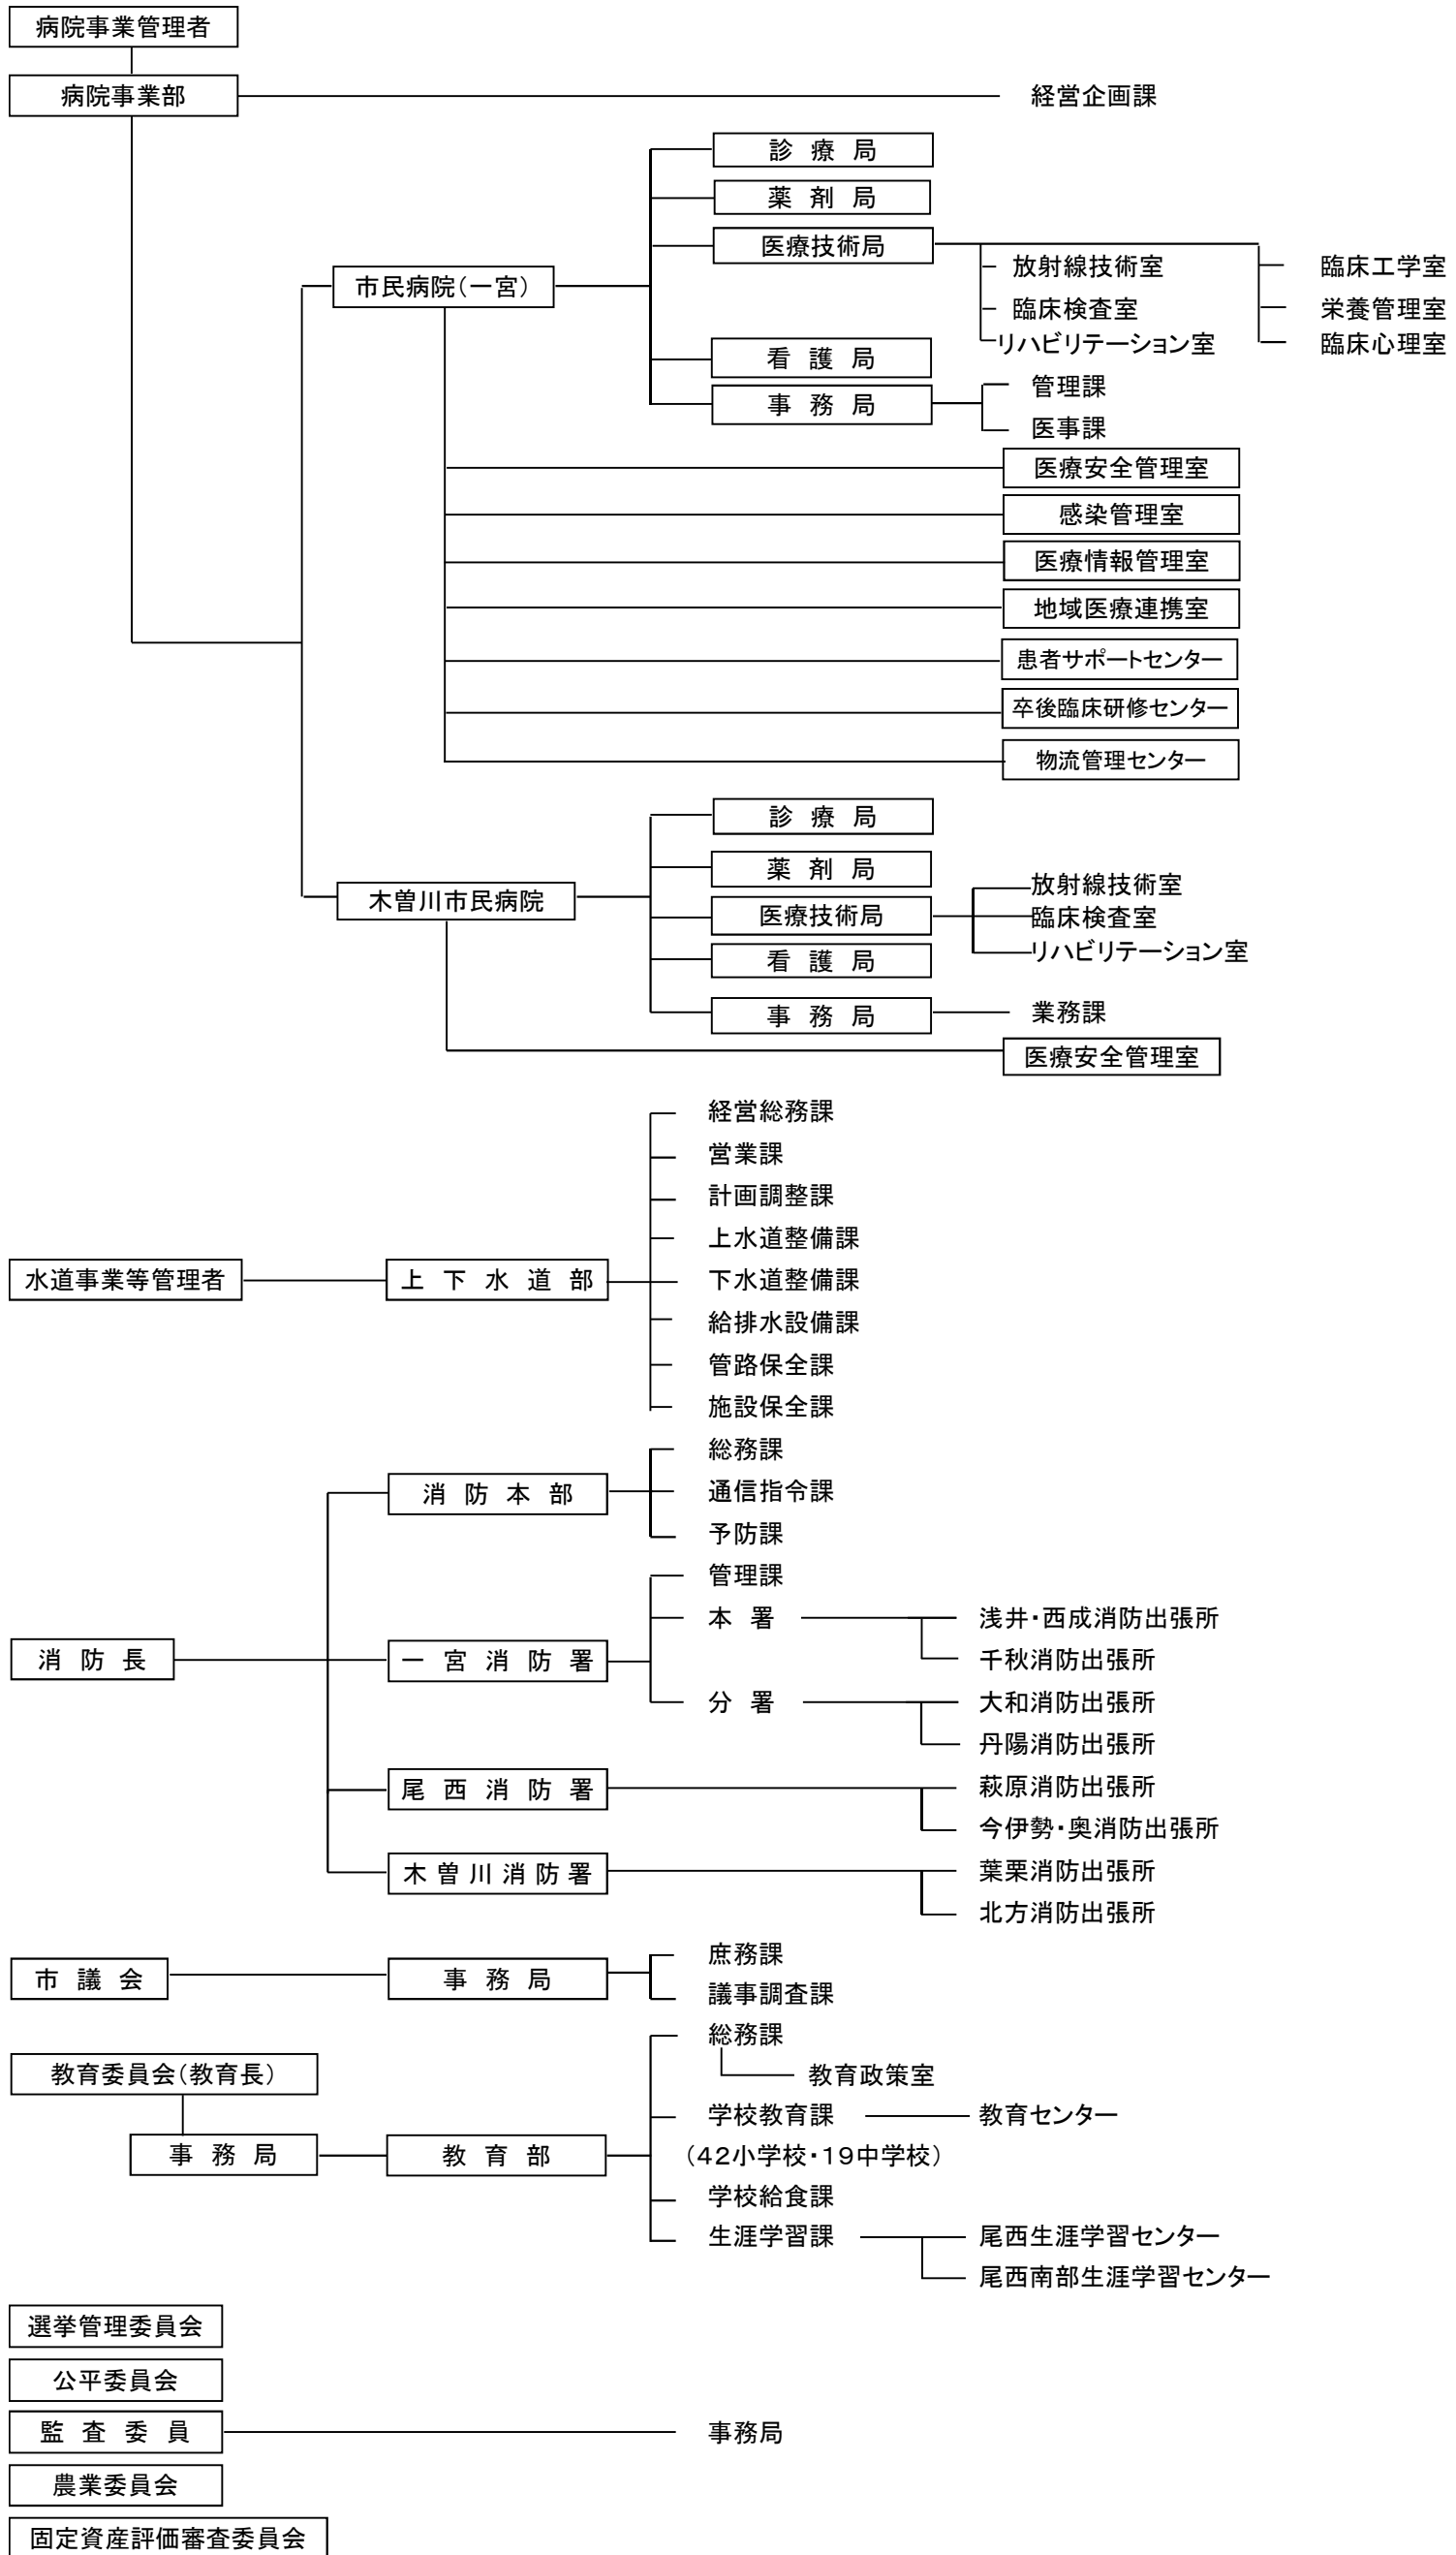 病院事業管理者
病院事業部
経営企画課
診療局
薬剤局
医療技術局
市民病院（一宮）
放射線技術室
臨床工学室
臨床検査室
栄養管理室
リハビリテーション室
臨床心理室
看護局
管理課
事務局
医事課
医療安全管理室
感染管理室
医療情報管理室
地域医療連携室
患者サポートセンター
卒後臨床研修センター
物流管理センター
診療局
薬剤局
木曽川市民病院
放射線技術室
医療技術局
臨床検査室
看護局
リハビリテーション室
事務局
業務課
医療安全管理室
経営総務課
営業課
計画調整課
上水道整備課
水道事業等管理者
上下水道部
下水道整備課
給排水設備課
管路保全課
施設保全課
総務課
消防本部
通信指令課
予防課
管理課
本署
浅井・西成消防出張所
消防長
一宮消防署
千秋消防出張所
分署
大和消防出張所
丹陽消防出張所
尾西消防署
萩原消防出張所
今伊勢・奥消防出張所
木曽川消防署
葉栗消防出張所
北方消防出張所
庶務課
市議会
事務局
議事調査課
総務課
教育委員会（教育長）
教育政策室
学校教育課
教育センター
事務局
教育部
（４２小学校・１９中学校）
学校給食課
生涯学習課
尾西生涯学習センター
尾西南部生涯学習センター
選挙管理委員会
公平委員会
監査委員
事務局
農業委員会
固定資産評価審査委員会